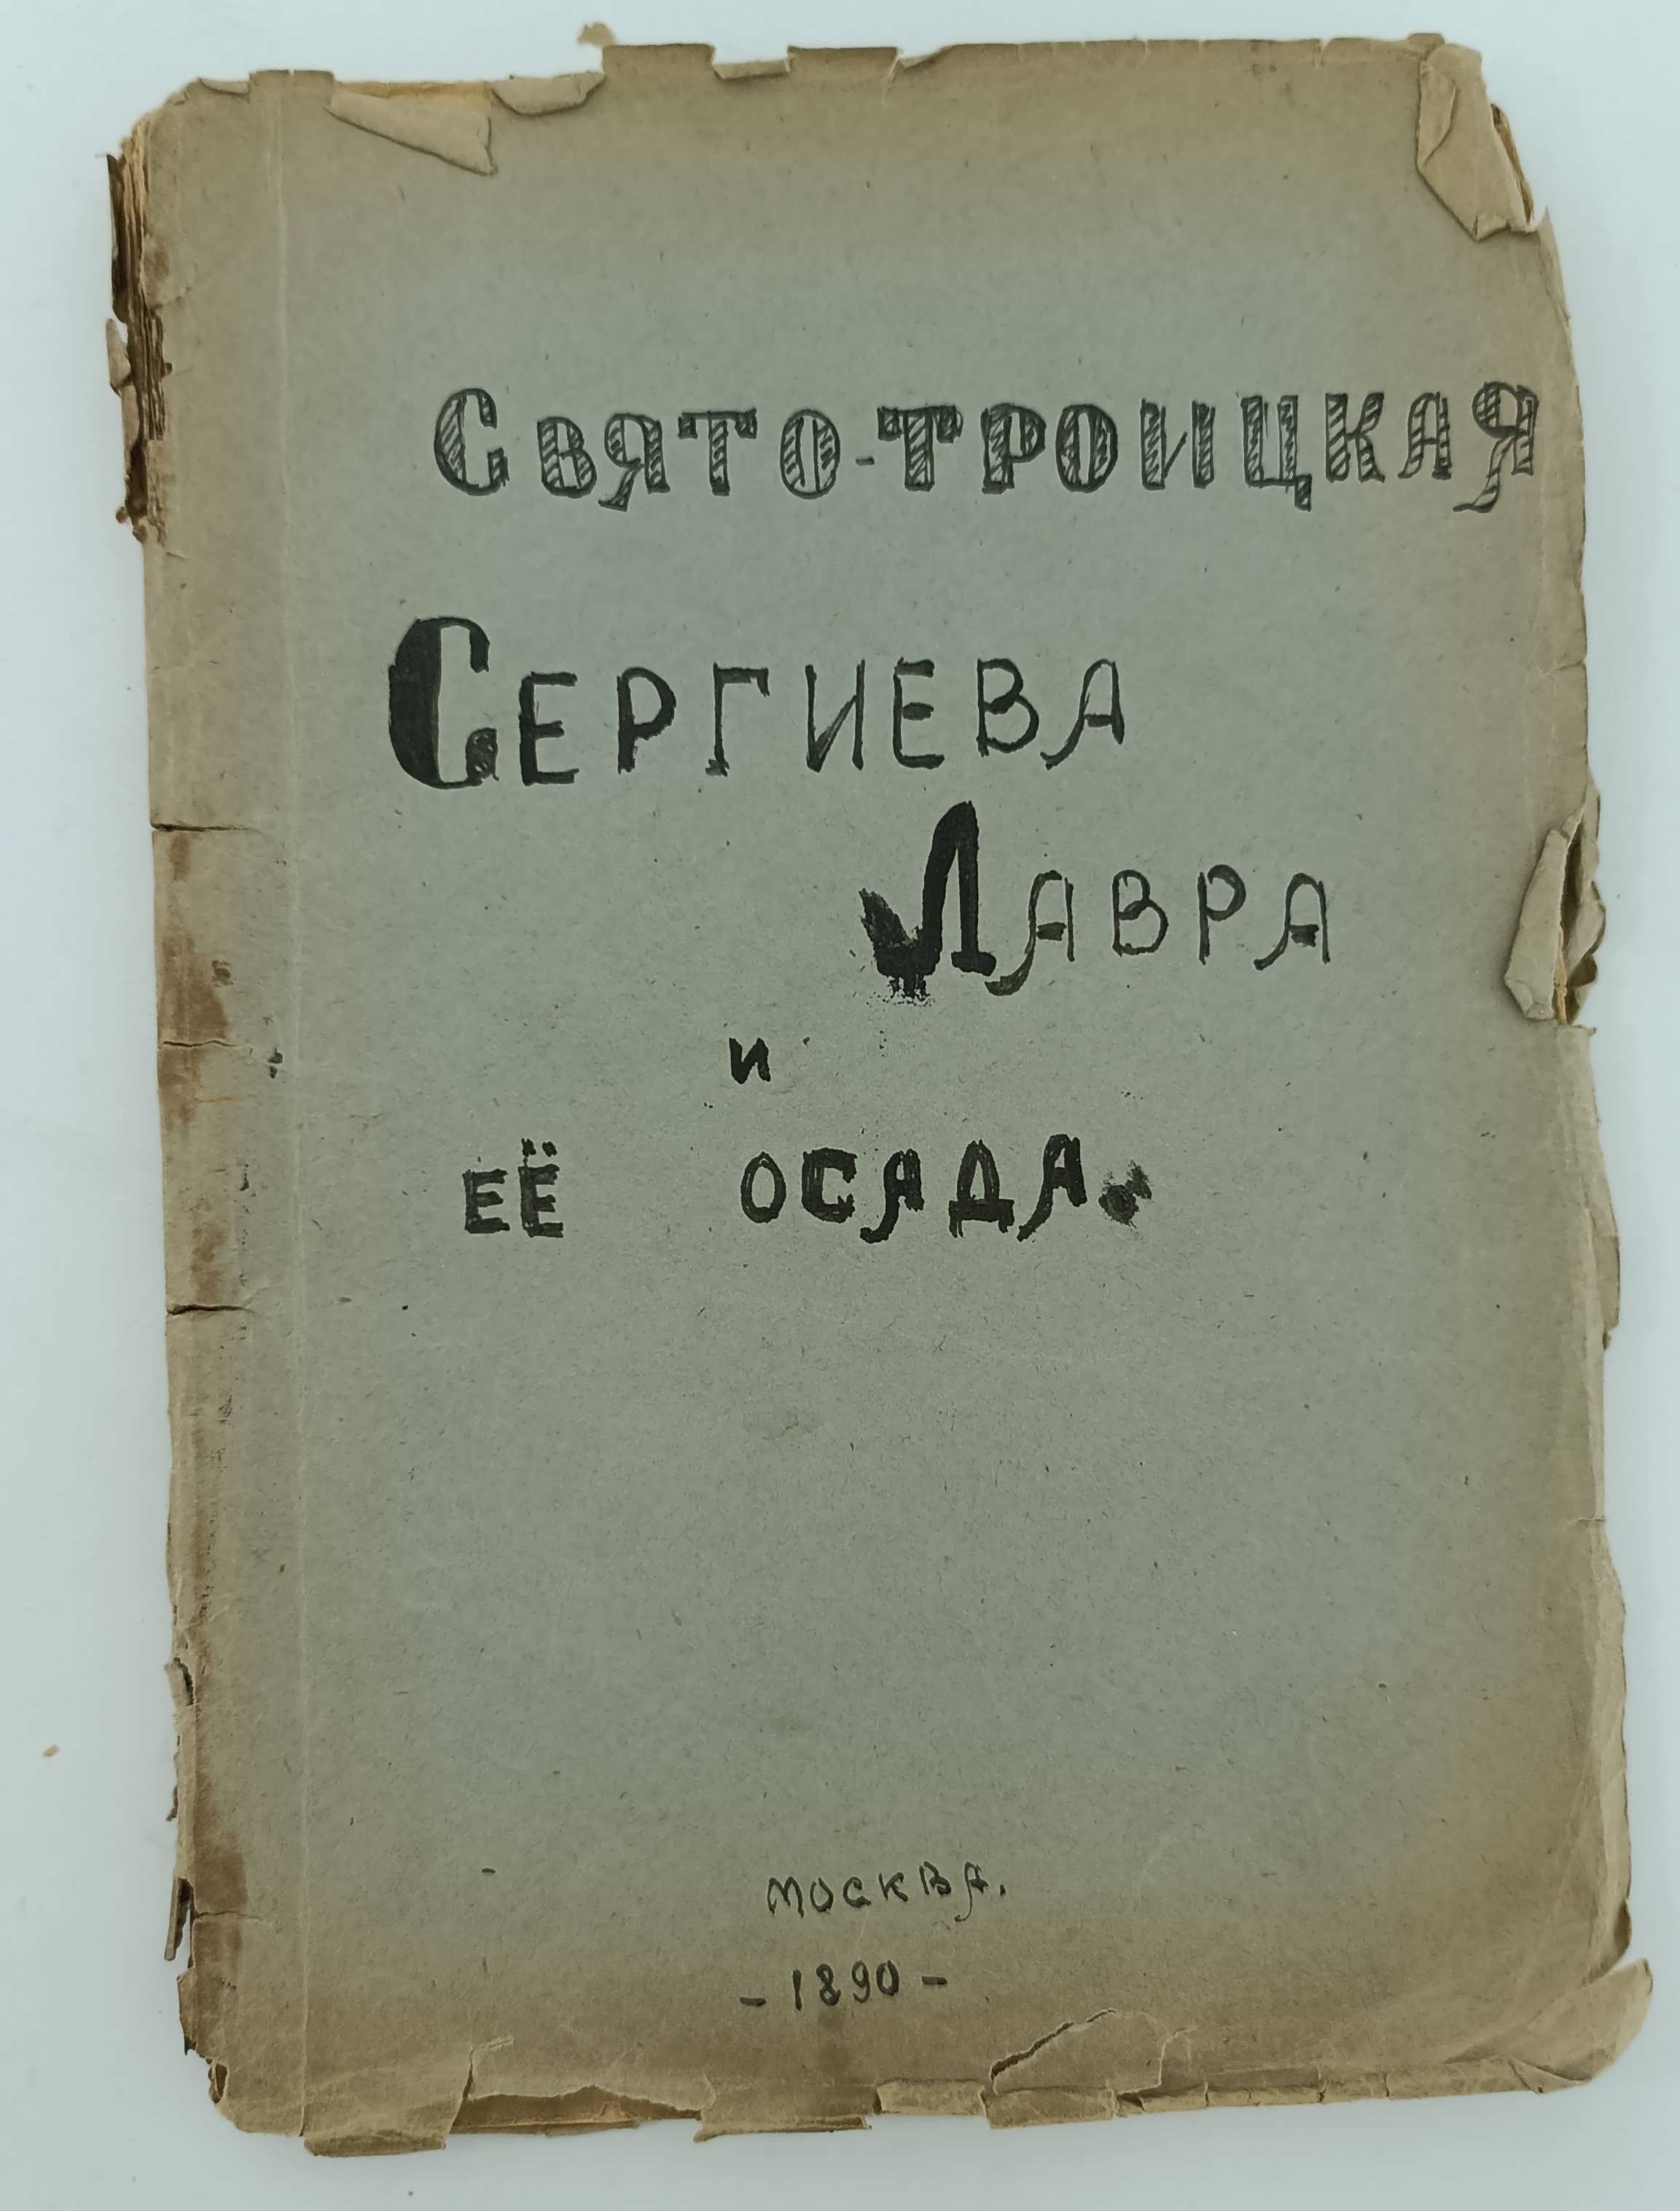 Свято-Троицкая
Сергиева
Лавра
и
её осада.
Москва.
- 1890 -